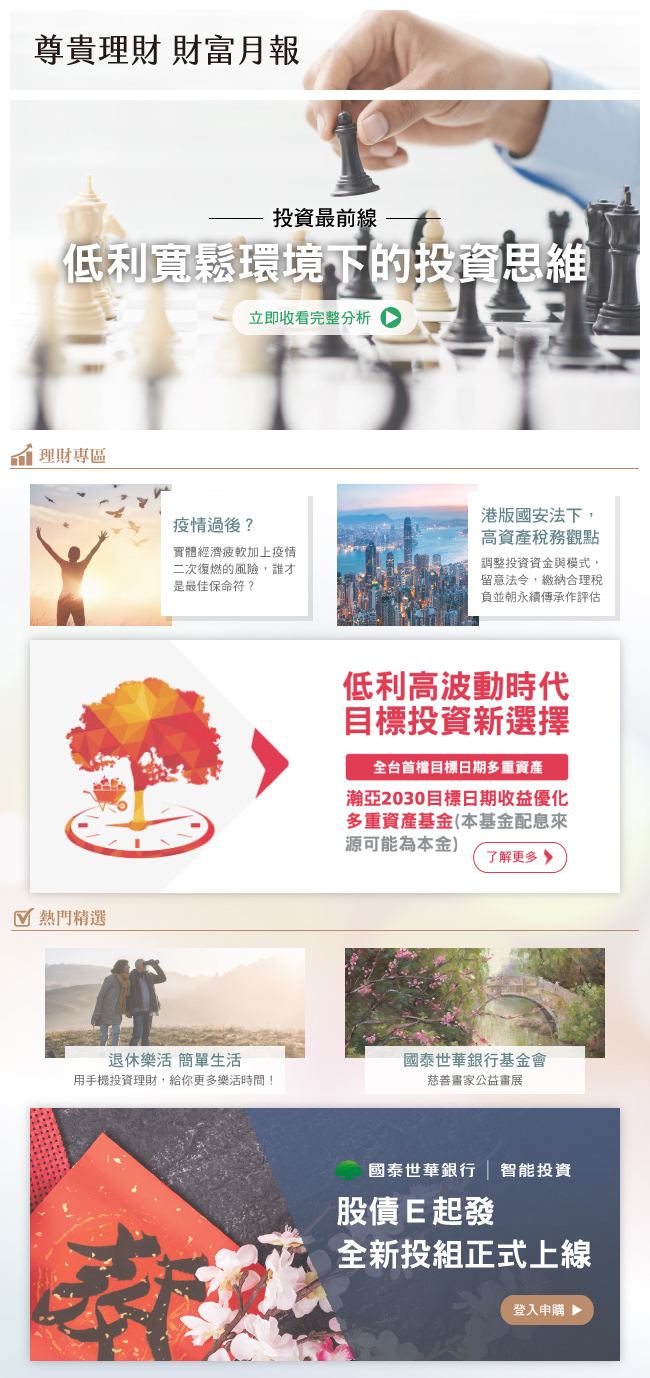 尊貴理財 財富月報
投資最前線
低利寬鬆環境下的投資思維
立即收看完整分析
理財專區
疫情過後？
實體經濟疲軟加上疫情
二次復燃的風險，誰才
是最佳保命符？
港版國安法下，
高資產稅務觀點
調整投資資金與模式，
留意法令，繳納合理稅
負並朝永續傳承作評估
低利高波動時代
目標投資新選擇
全台首檔目標日期多重資產
瀚亞2030目標日期收益優化
多重資產基金(本基金配息來
源可能為本金)
了解更多
熱門精選
退休樂活 簡單生活
用手機投資理財，給你更多樂活時間！
國泰世華銀行基金會
慈善畫家公益畫展
國泰世華銀行｜智能投資
股債Ｅ起發
全新投組正式上線
登入申購